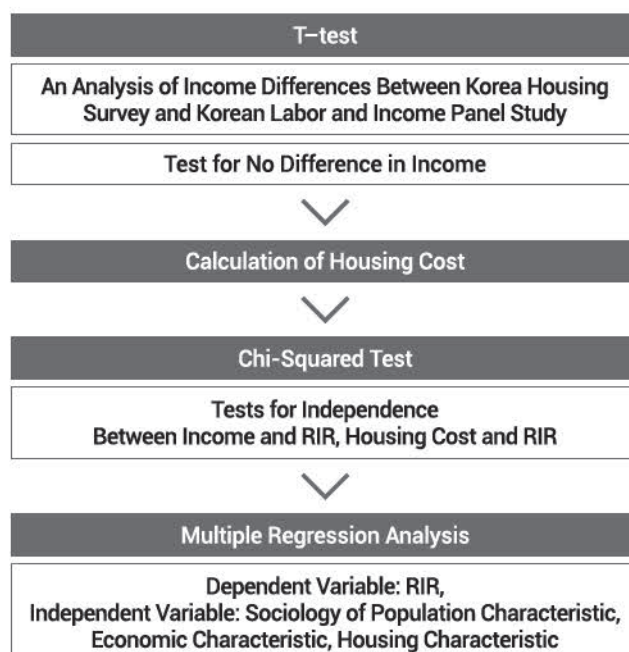 T-test
An Analysis of Income Differences Between Korea Housing
Survey and Korean Labor and Income Panel Study
Test for No Difference in Income
Calculation of Housing Cost
Chi-Squared Test
Tests for Independence
Between Income and RIR, Housing Cost and RIR
Multiple Regression Analysis
Dependent Variable: RIR,
Independent Variable: Sociology of Population Characteristic,
Economic Characteristic, Housing Characteristic